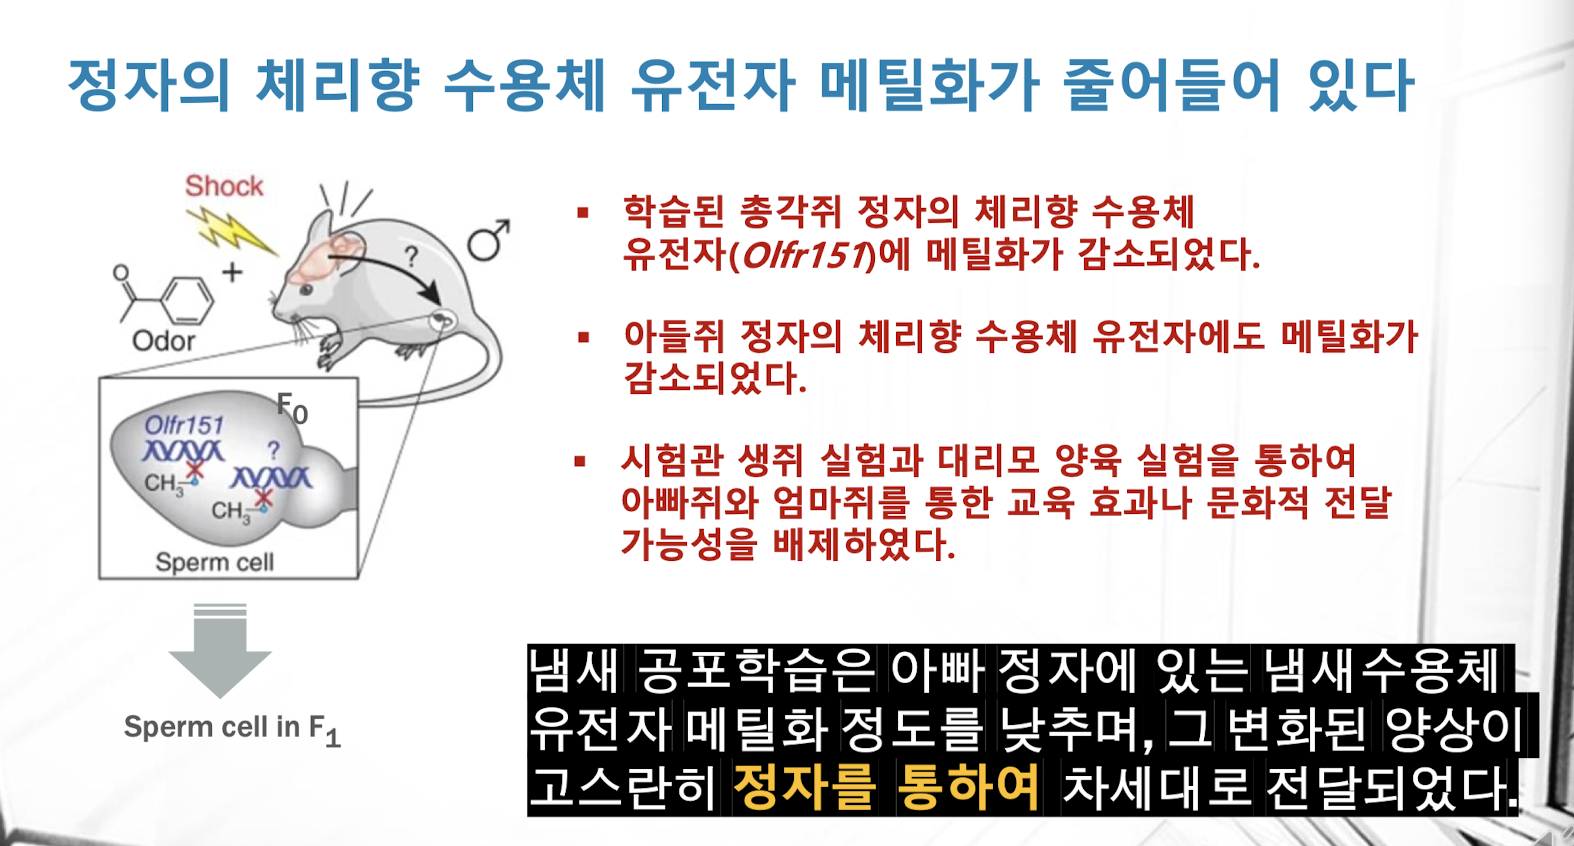 정자의 체리향 수용체 유전자 메틸화가 줄어들어 있다
Shock
+
?
♂
Odor
F0
Olfr151
?
CH3
CH3
Sperm cell
Sperm cell in F1
▪ 학습된 총각쥐 정자의 체리향 수용체
유전자(Olfr151)에 메틸화가 감소되었다.
▪ 아들쥐 정자의 체리향 수용체 유전자에도 메틸화가
감소되었다.
▪ 시험관 생쥐 실험과 대리모 양육 실험을 통하여
아빠쥐와 엄마쥐를 통한 교육 효과나 문화적 전달
가능성을 배제하였다.
냄새 공포학습은 아빠 정자에 있는 냄새수용체
유전자 메틸화 정도를 낮추며, 그 변화된 양상이
고스란히 정자를 통하여 차세대로 전달되었다.